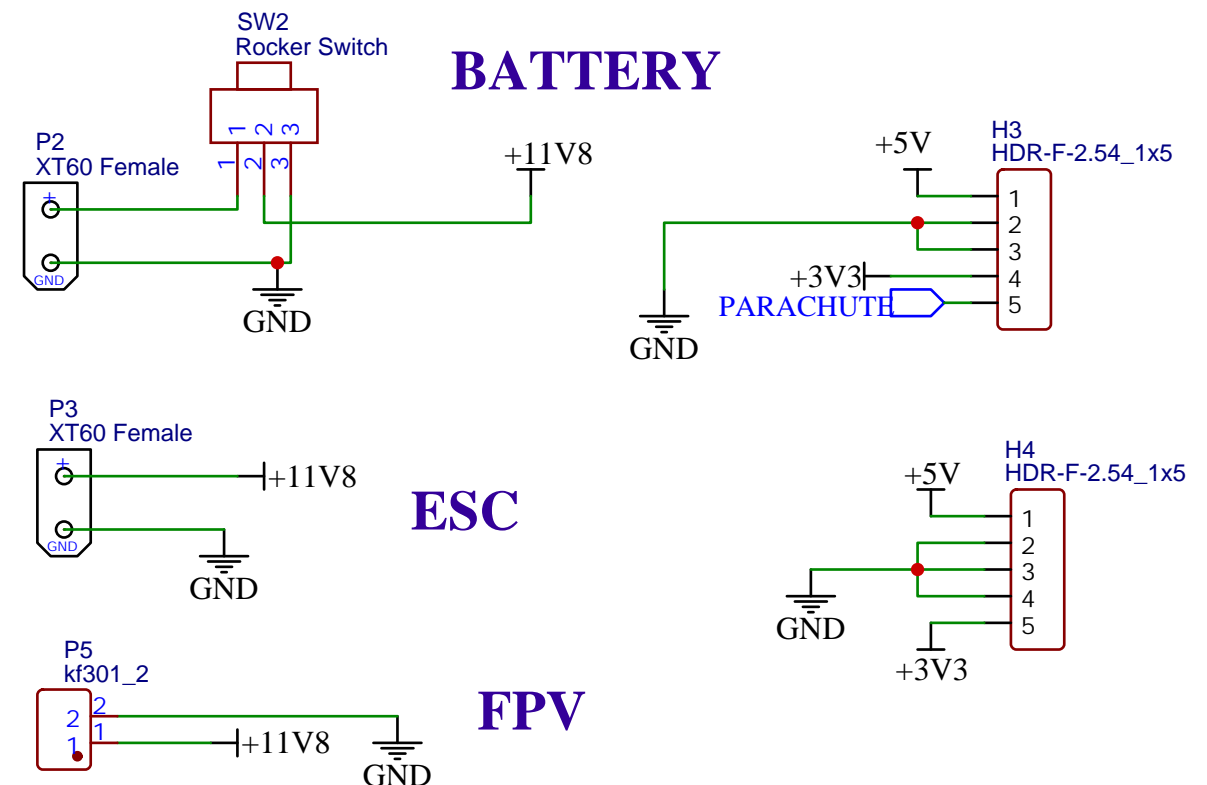 SW2
Rocker Switch
BATTERY
1 2 3
1 2 3
P2
XT60 Female
+
GND
+11V8
GND
+5V
H3
HDR-F-2.54_1x5
1
2
3
4
5
+3V3
PARACHUTE
GND
P3
XT60 Female
+
GND
+11V8
GND
ESC
+5V
H4
HDR-F-2.54_1x5
1
2
3
4
5
GND
+3V3
P5
kf301_2
2 2
1 1
+11V8
GND
FPV